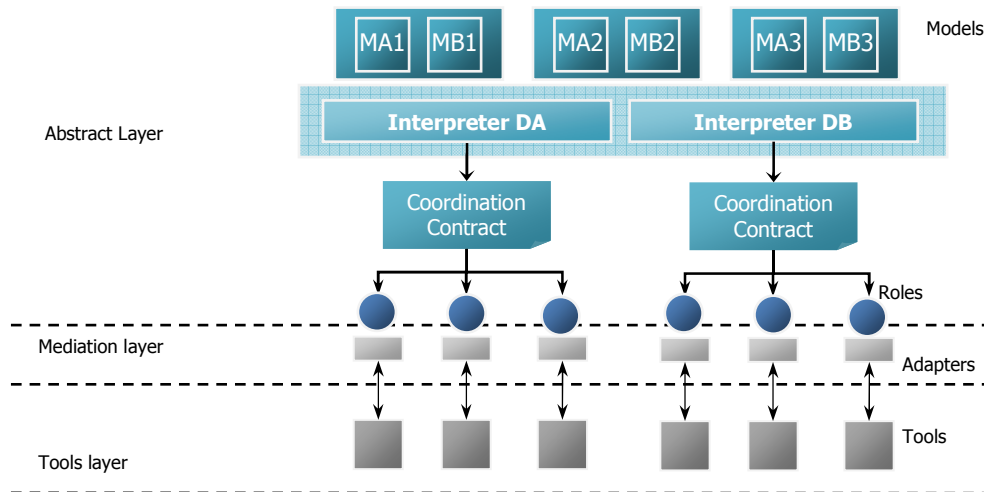 MA1 MB1 MA2 MB2 MA3 MB3 Models
Abstract Layer
Interpreter DA Interpreter DB
Coordination
Contract
Coordination
Contract
Roles
Mediation layer
Adapters
Tools
Tools layer